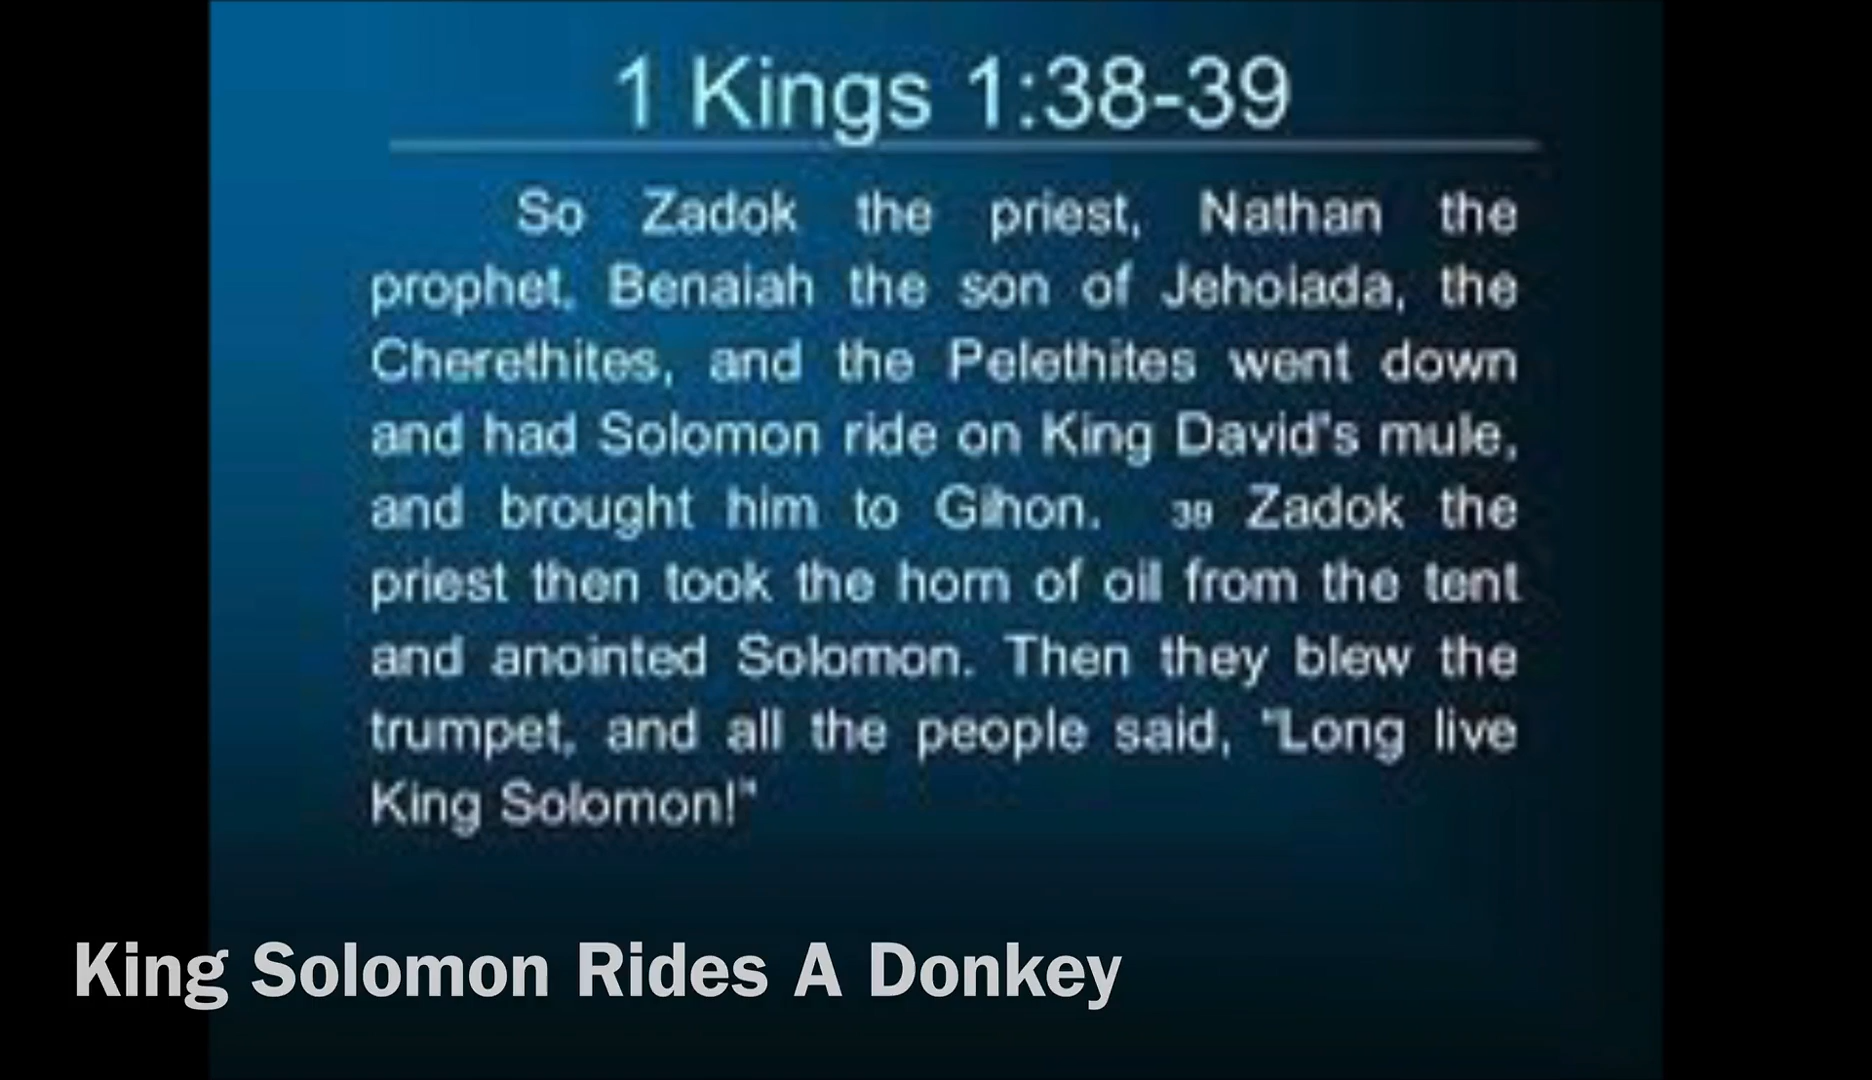 1 Kings 1:38-39
So Zadok the priest, Nathan the
prophet, Benaiah the son of Jehoiada, the
Cherethites, and the Pelethites went down
and had Solomon ride on King David's mule,
and brought him to Gihon. 39 Zadok the
priest then took the horn of oil from the tent
and anointed Solomon. Then they blew the
trumpet, and all the people said, "Long live
King Solomon!"
King Solomon Rides A Donkey